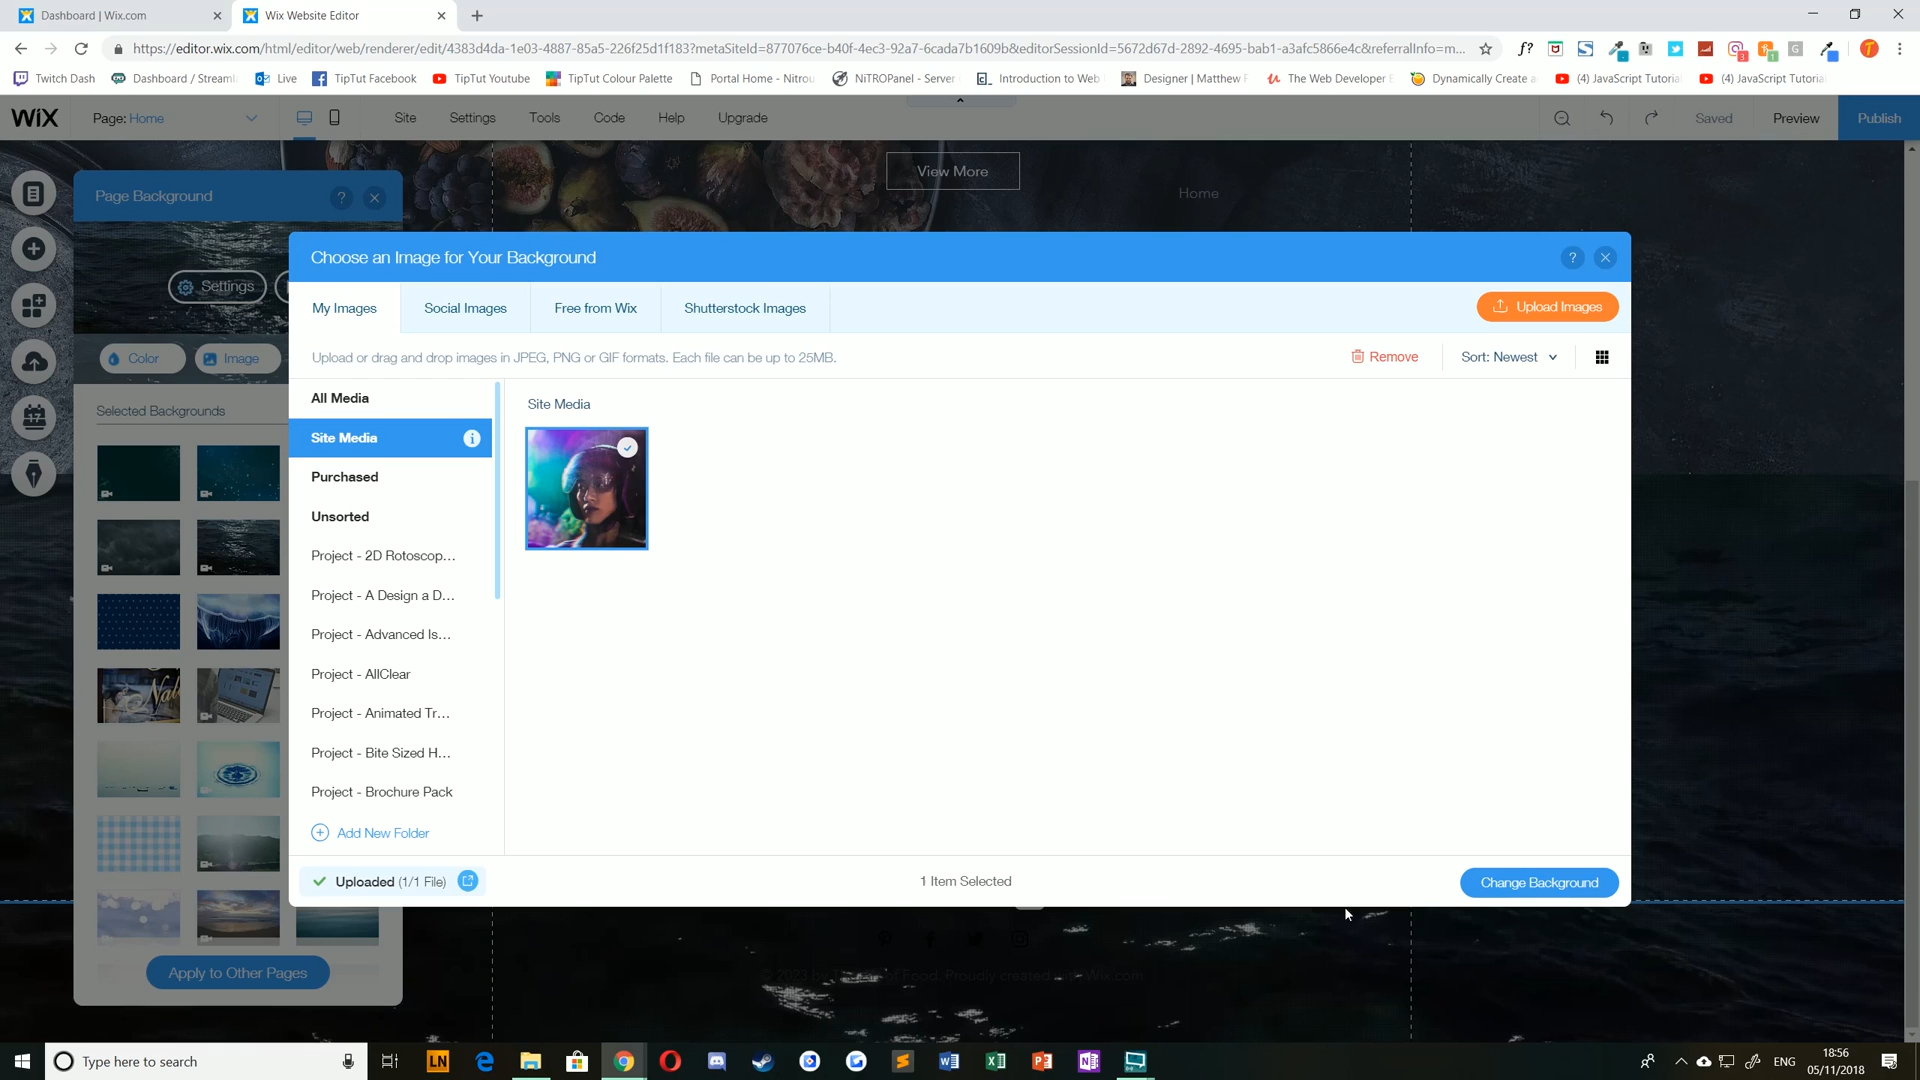 Dashboard | Wix.com
Wix Website Editor
https://editor.wix.com/html/editor/web/renderer/edit/4383d4da-1e03-4887-85a5-226f25d1f183?metaSiteId=877076ce-b40f-4ec3-92a7-6cada7b1609b&editorSessionId=5672d67d-2892-4695-bab1-a3afc5866e4c&referralInfo=m...
Twitch Dash
Dashboard / Streaml
Live
TipTut Facebook
TipTut Youtube
TipTut Colour Palette
Portal Home - Nitrou
NiTROPanel - Server
Introduction to Web
Designer | Matthew
The Web Developer
Dynamically Create
(4) JavaScript Tutoria
(4) JavaScript Tutoria
WiX
Page: Home
Site
Settings
Tools
Code
Help
Upgrade
Saved
Preview
Publish
View More
Home
Page Background
?
Settings
Color
Image
Selected Backgrounds
Apply to Other Pages
Choose an Image for Your Background
?
My Images
Social Images
Free from Wix
Shutterstock Images
Upload Images
Upload or drag and drop images in JPEG, PNG or GIF formats. Each file can be up to 25MB.
Remove
Sort: Newest
All Media
Site Media
Purchased
Unsorted
Project - 2D Rotoscop...
Project - A Design a D...
Project - Advanced Is...
Project - AllClear
Project - Animated Tr...
Project - Bite Sized H...
Project - Brochure Pack
Add New Folder
Site Media
Uploaded (1/1 File)
1 Item Selected
Change Background
Food. Proudly created with Wix.com
Type here to search
ENG
18:56
05/11/2018